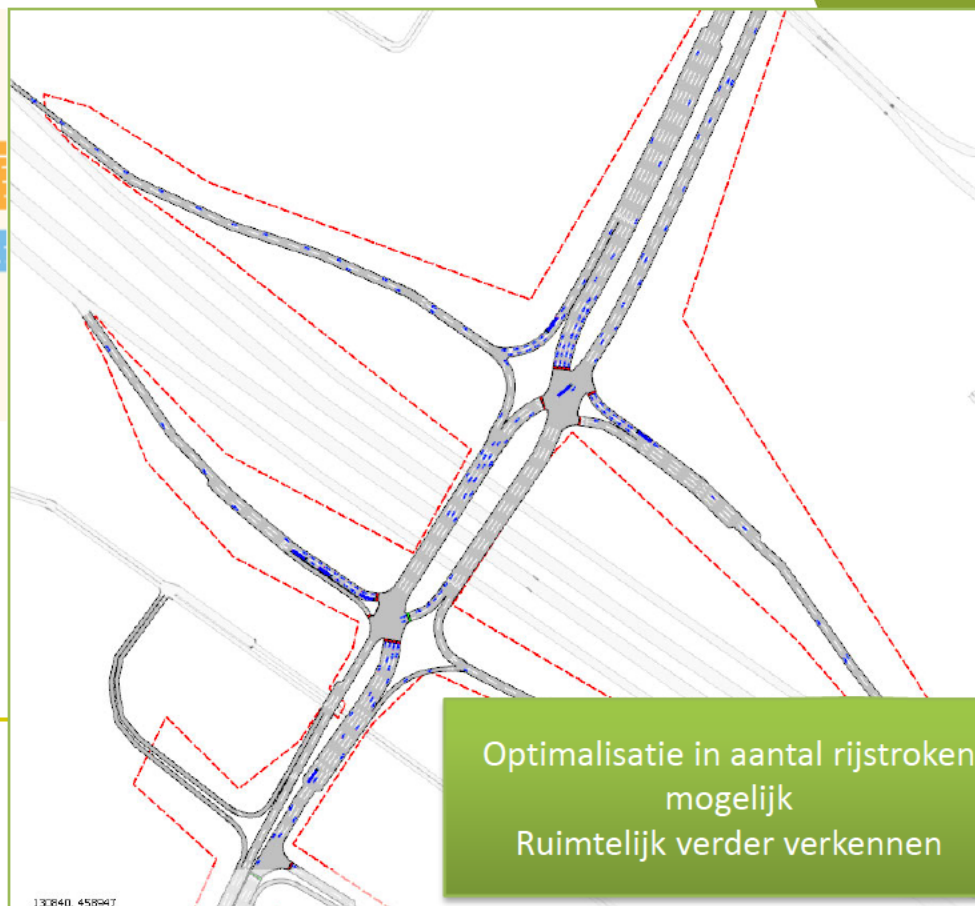 Optimalisatie in aantal rijstroken
mogelijk
Ruimtelijk verder verkennen
130840, 458947